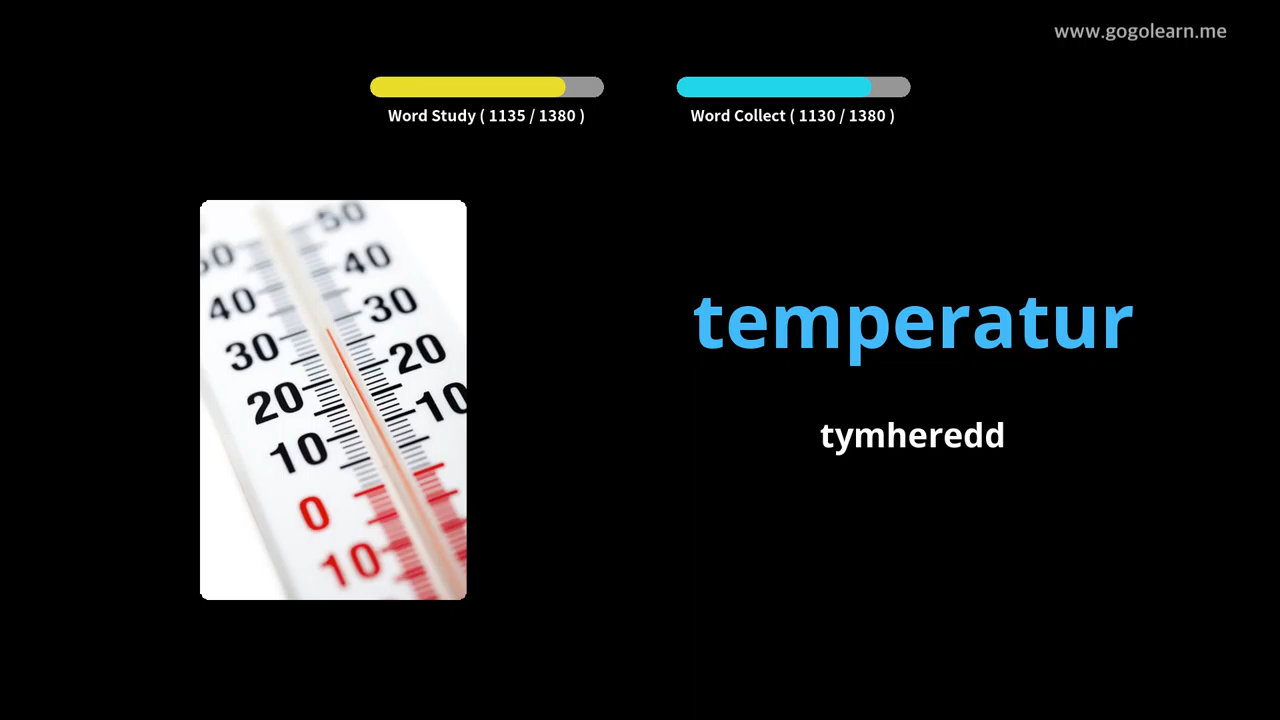 www.gogolearn.me
Word Study ( 1135 / 1380 )
Word Collect ( 1130 / 1380 )
50
40
40
30
30
20
20
10
10
0
10
temperatur
tymheredd